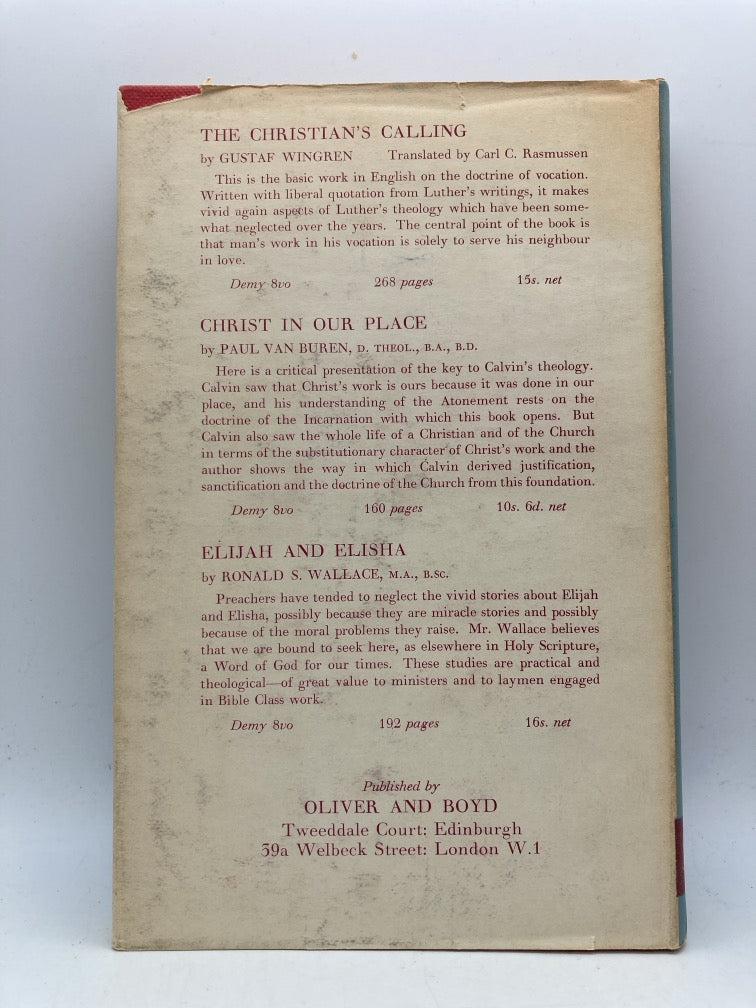 THE CHRISTIAN'S CALLING
by GUSTAF WINGREN Translated by Carl C. Rasmussen
This is the basic work in English on the doctrine of vocation.
Written with liberal quotation from Luther's writings, it makes
vivid again aspects of Luther's theology which have been some-
what neglected over the years. The central point of the book is
that man's work in his vocation is solely to serve his neighbour
in love.
Demy 8vo 268 pages 15s. net
CHRIST IN OUR PLACE
by PAUL VAN BUREN, D. THEOL., B.A., B.D.
Here is a critical presentation of the key to Calvin's theology.
Calvin saw that Christ's work is ours because it was done in our
place, and his understanding of the Atonement rests on the
doctrine of the Incarnation with which this book opens. But
Calvin also saw the whole life of a Christian and of the Church
in terms of the substitutionary character of Christ's work and the
author shows the way in which Calvin derived justification,
sanctification and the doctrine of the Church from this foundation.
Demy 8vo 160 pages 10s. 6d. net
ELIJAH AND ELISHA
by RONALD S. WALLACE, M.A., B.SC.
Preachers have tended to neglect the vivid stories about Elijah
and Elisha, possibly because they are miracle stories and possibly
because of the moral problems they raise. Mr. Wallace believes
that we are bound to seek here, as elsewhere in Holy Scripture,
a Word of God for our times. These studies are practical and
theological—of great value to ministers and to laymen engaged
in Bible Class work.
Demy 8vo 192 pages 16s. net
Published by
OLIVER AND BOYD
Tweeddale Court: Edinburgh
39a Welbeck Street: London W.1